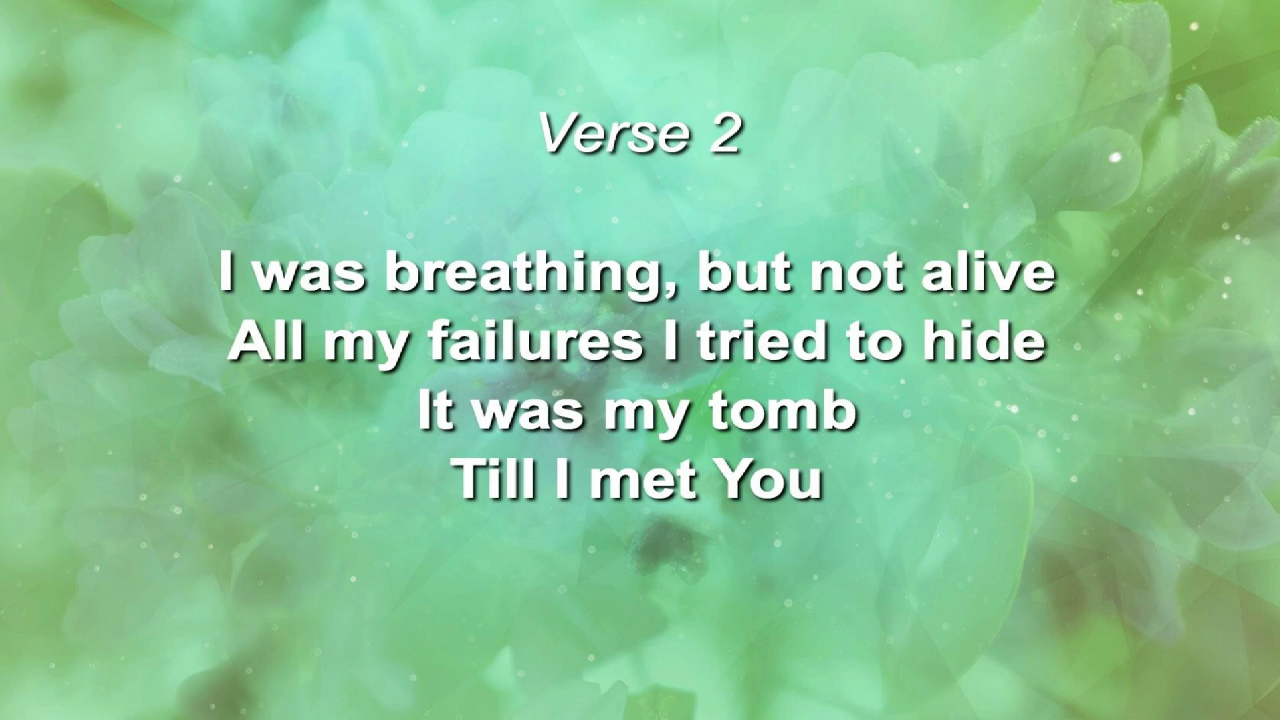 Verse 2
I was breathing, but not alive
All my failures I tried to hide
It was my tomb
Till I met You